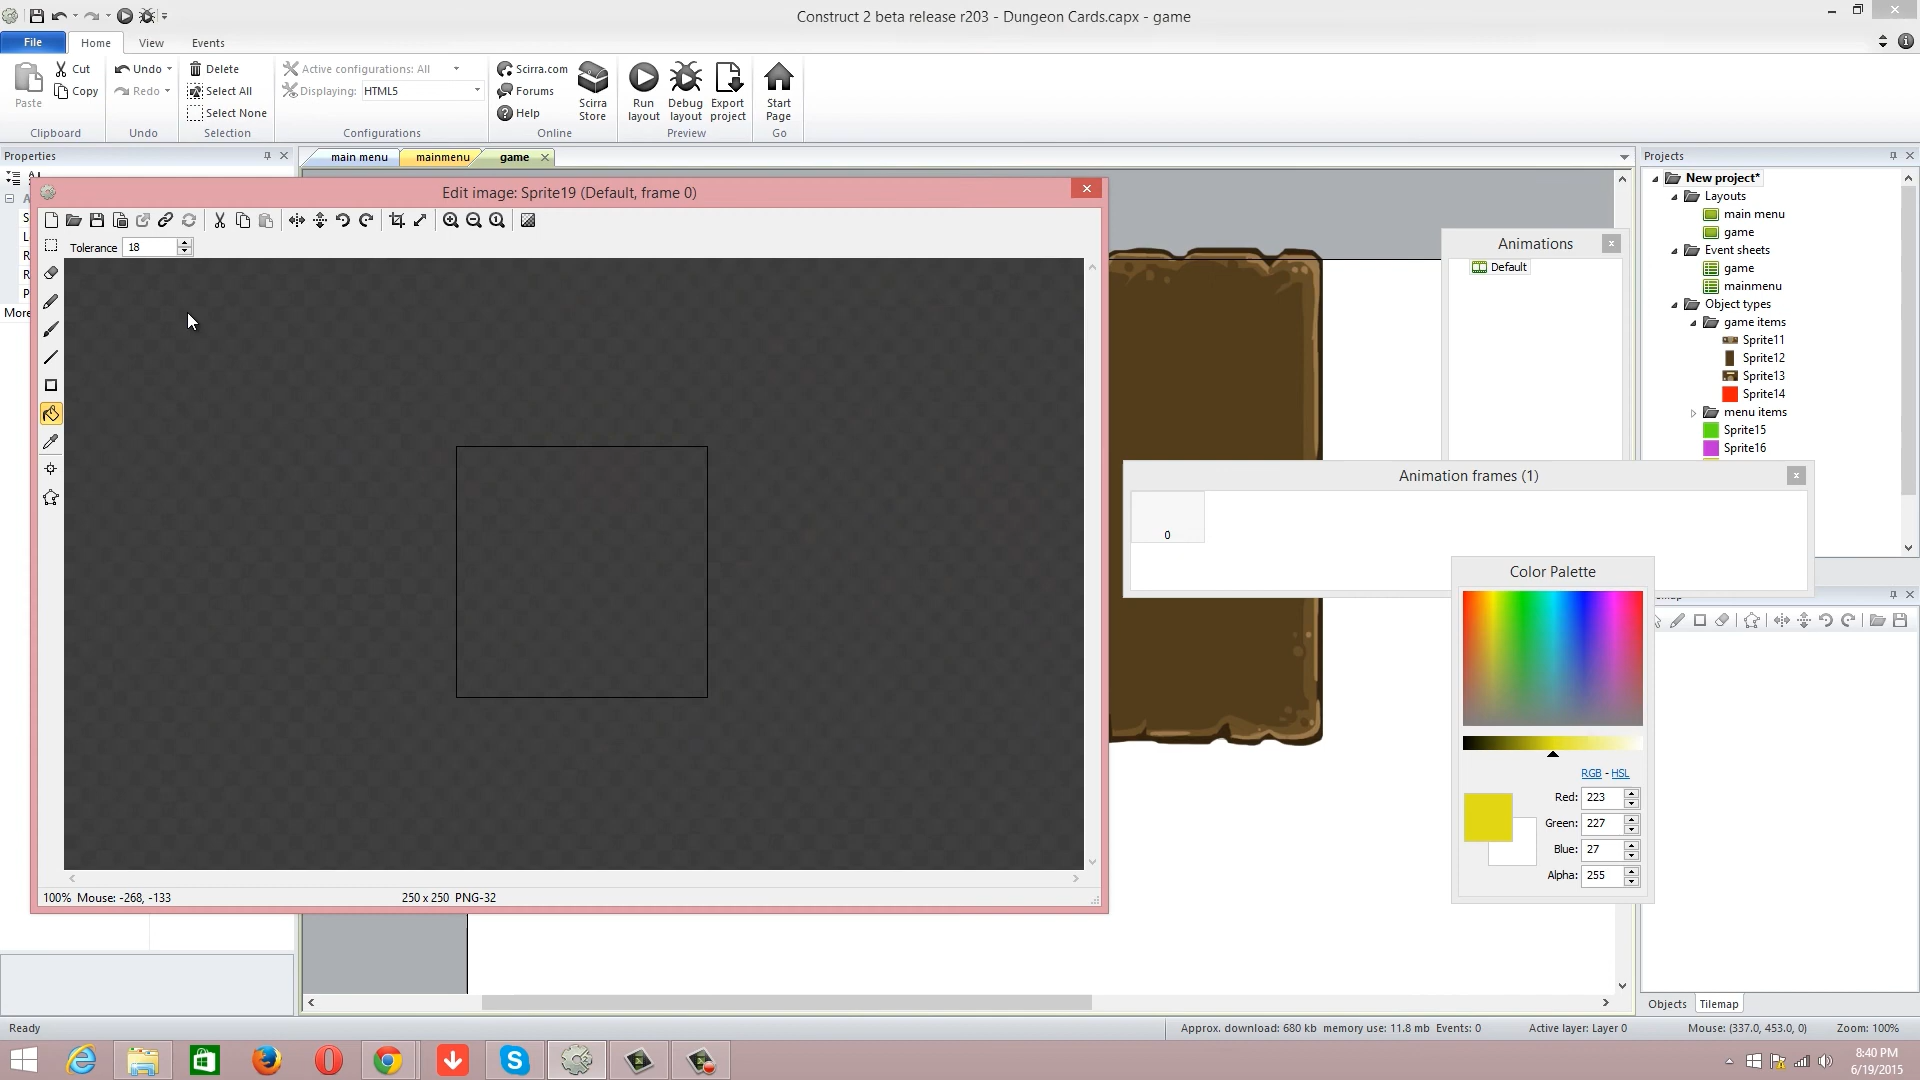 Construct 2 beta release r203 - Dungeon Cards.capx - game
File
Home
View
Events
Paste
Cut
Copy
Clipboard
Undo
Redo
Undo
Delete
Select All
Select None
Selection
Active configurations: All
Displaying: HTML5
Configurations
Scirra.com
Forums
Help
Scirra Store
Online
Run layout
Debug layout
Export project
Preview
Start Page
Go
Properties
main menu
mainmenu
game
Projects
More
Edit image: Sprite19 (Default, frame 0)
Tolerance 18
100% Mouse: -268, -133
250 x 250 PNG-32
Animations
Default
Animation frames (1)
0
Color Palette
RGB - HSL
Red: 223
Green: 227
Blue: 27
Alpha: 255
New project*
Layouts
main menu
game
Event sheets
game
mainmenu
Object types
game items
Sprite11
Sprite12
Sprite13
Sprite14
menu items
Sprite15
Sprite16
Objects
Tilemap
Ready
Approx. download: 680 kb memory use: 11.8 mb Events: 0
Active layer: Layer 0
Mouse: (337.0, 453.0, 0)
Zoom: 100%
8:40 PM
6/19/2015